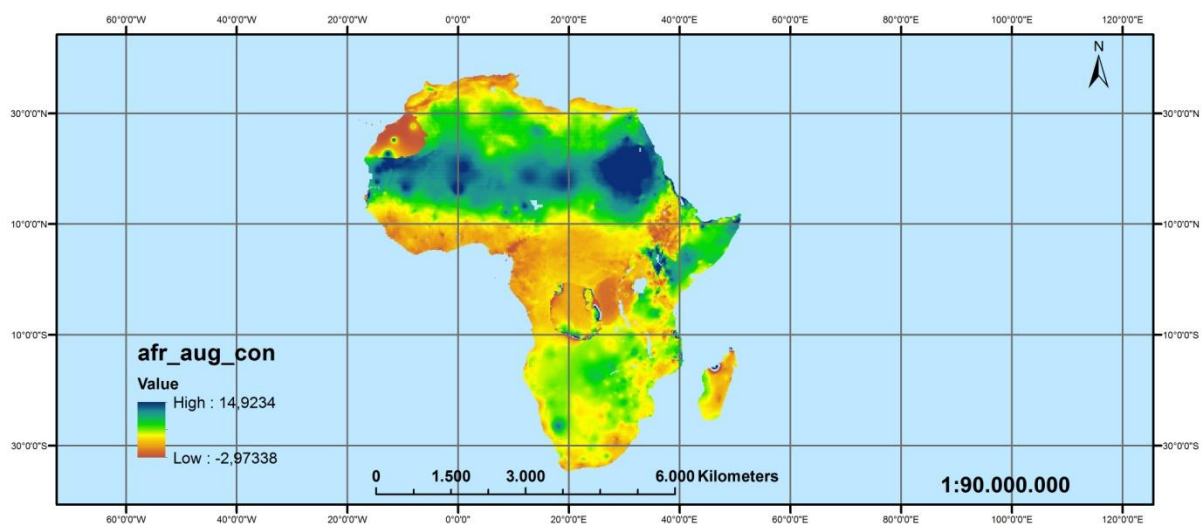 60°0'0"W 40°0'0"W 20°0'0"W 0°0'0" 20°0'0"E 40°0'0"E 60°0'0"E 80°0'0"E 100°0'0"E 120°0'0"E
N
30°0'0"N 30°0'0"N
10°0'0"N 10°0'0"N
10°0'0"S 10°0'0"S
afr_aug_con
Value
High : 14,9234
Low : -2,97338
30°0'0"S 30°0'0"S
0 1.500 3.000 6.000 Kilometers
1:90.000.000
60°0'0"W 40°0'0"W 20°0'0"W 0°0'0" 20°0'0"E 40°0'0"E 60°0'0"E 80°0'0"E 100°0'0"E 120°0'0"E